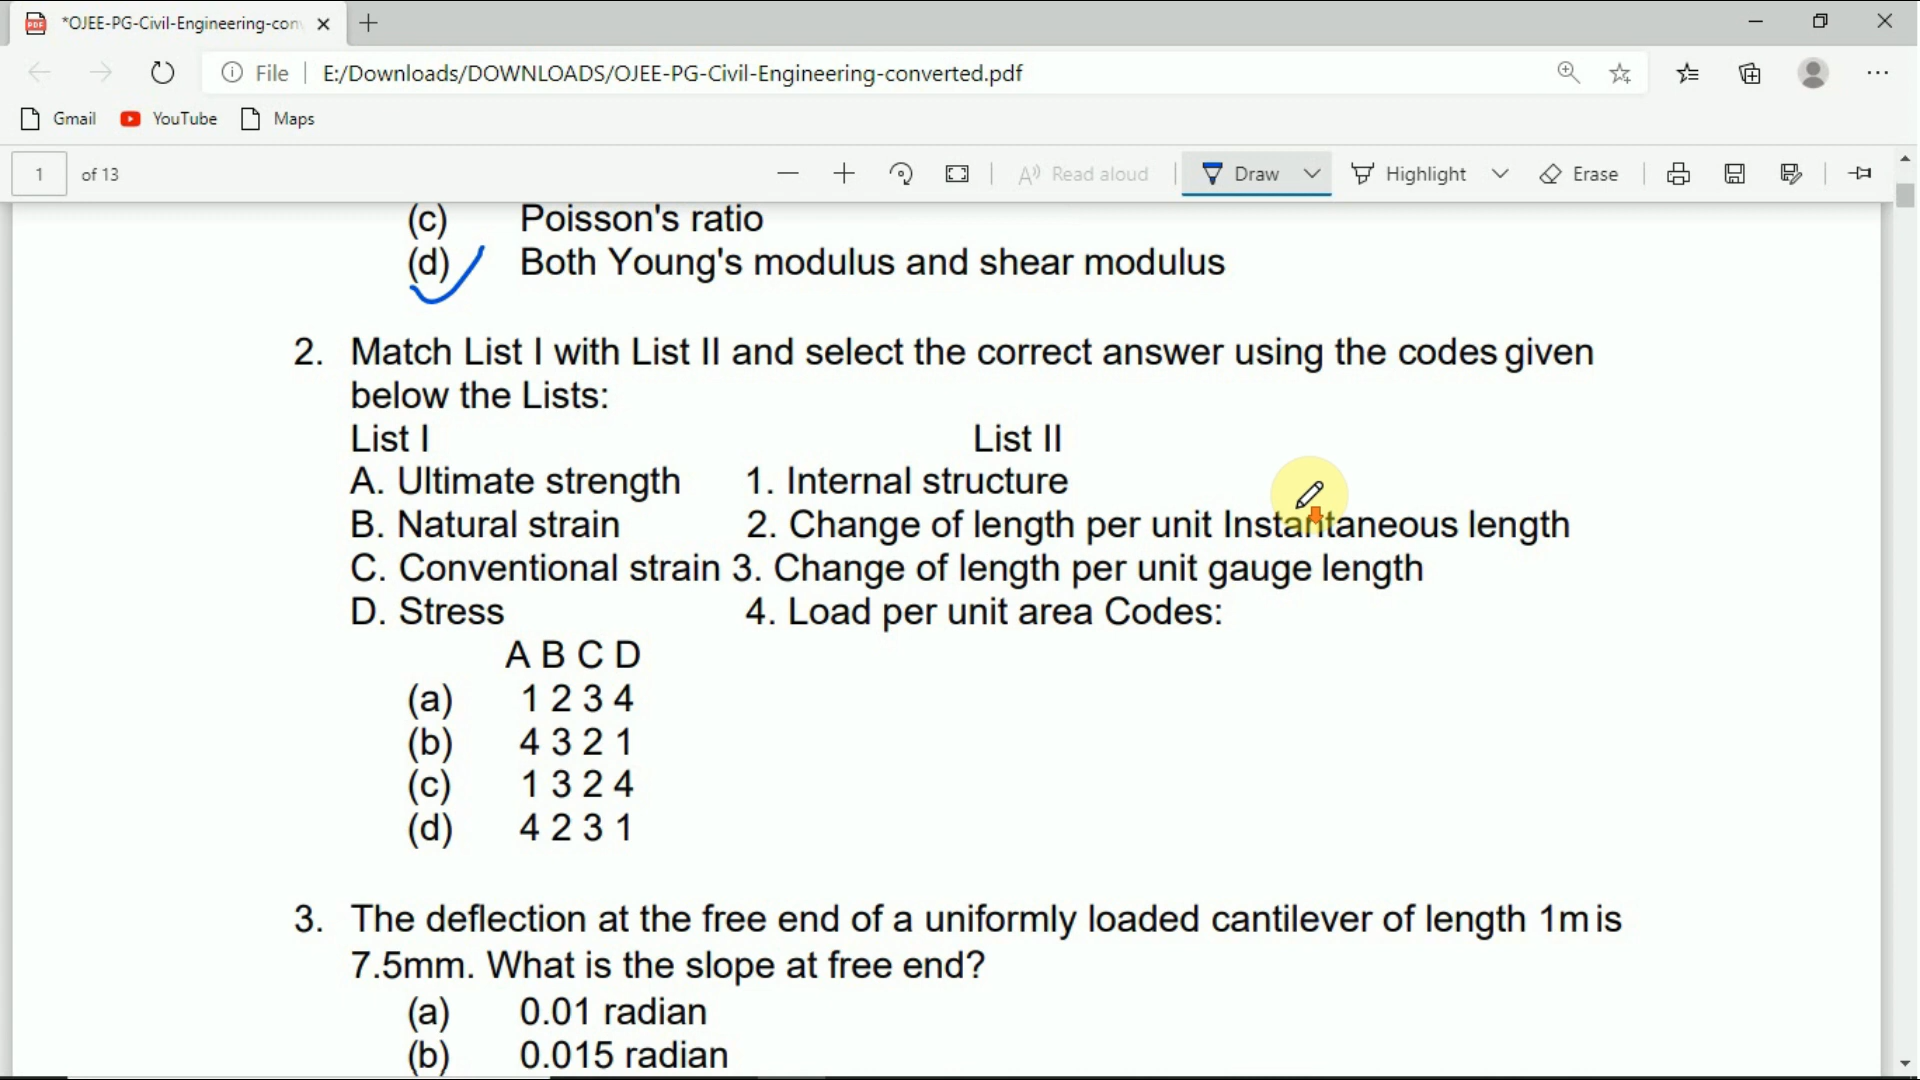 *OJEE-PG-Civil-Engineering-con
File
E:/Downloads/DOWNLOADS/OJEE-PG-Civil-Engineering-converted.pdf
Gmail YouTube Maps
1 of 13 Read aloud Draw Highlight Erase
(c) Poisson's ratio
(d) Both Young's modulus and shear modulus
2. Match List I with List II and select the correct answer using the codes given
below the Lists:
List I List II
A. Ultimate strength 1. Internal structure
B. Natural strain 2. Change of length per unit Instantaneous length
C. Conventional strain 3. Change of length per unit gauge length
D. Stress 4. Load per unit area Codes:
A B C D
(a) 1 2 3 4
(b) 4 3 2 1
(c) 1 3 2 4
(d) 4 2 3 1
3. The deflection at the free end of a uniformly loaded cantilever of length 1m is
7.5mm. What is the slope at free end?
(a) 0.01 radian
(b) 0.015 radian